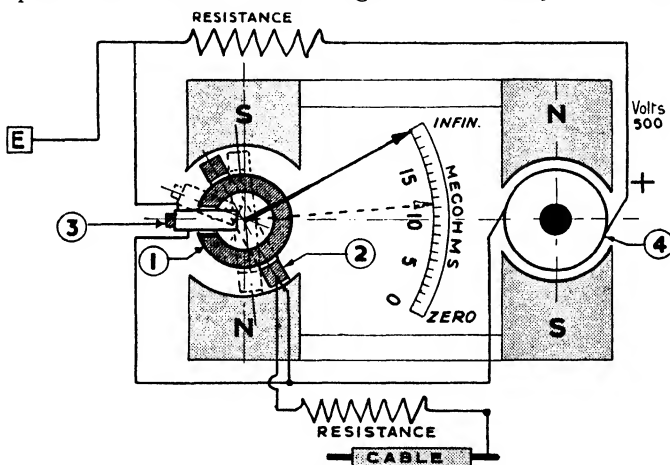 RESISTANCE
S
N
INFIN.
Volts
500
E
+
15
MEGOHMS
10
3
4
1
2
5
0
N
ZERO
S
RESISTANCE
CABLE